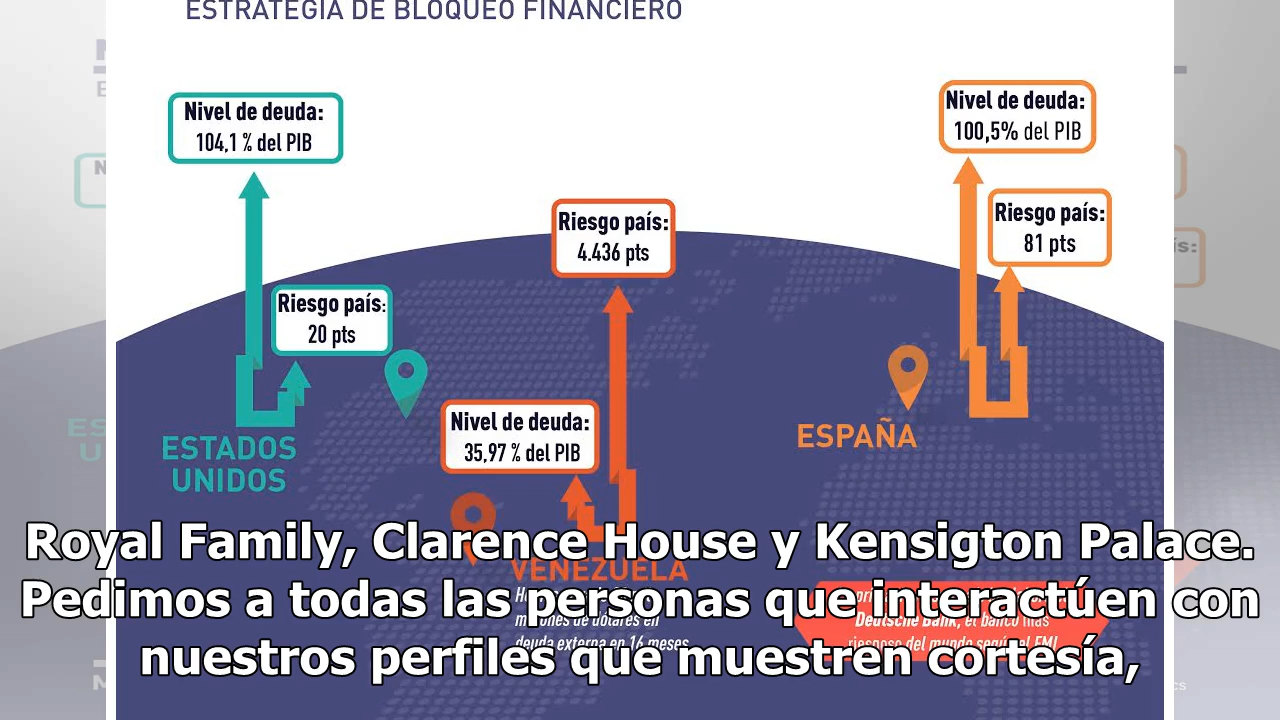 ESTRATEGIA DE BLOQUEO FINANCIERO
Nivel de deuda:
104,1 % del PIB
Nivel de deuda:
100,5% del PIB
Riesgo país:
4.436 pts
Riesgo país:
81 pts
Riesgo país:
20 pts
Nivel de deuda:
35,97 % del PIB
ESPAÑA
ESTADOS
UNIDOS
VENEZUELA
deuda externa en 16 meses
Deutsche Bank, el banco más
riesgoso del mundo según el FMI
Royal Family, Clarence House y Kensigton Palace.
Pedimos a todas las personas que interactúen con
nuestros perfiles que muestren cortesía,